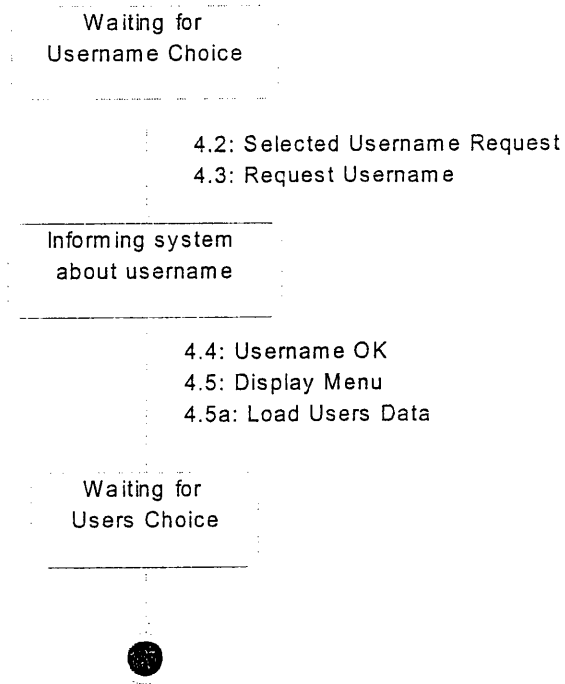 Waiting for
Username Choice
4.2: Selected Username Request
4.3: Request Username
Informing system
about username
4.4: Username OK
4.5: Display Menu
4.5a: Load Users Data
Waiting for
Users Choice